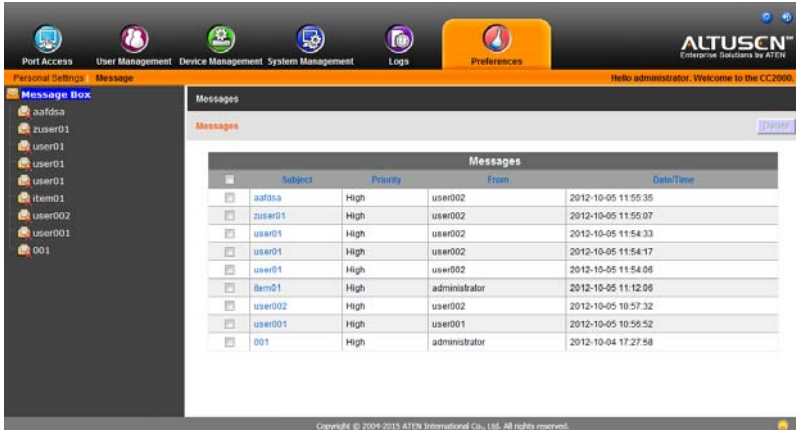 ALTUSEN™
Enterprise Solutions by ATEN
Port Access User Management Device Management System Management Logs Preferences
Personal Settings | Message Hello administrator. Welcome to the CC2000.
Message Box
aafdsa
zuser01
user01
user01
user01
item01
user002
user001
001
Messages
Messages Delete
Messages
Subject Priority From Date/Time
aafdsa High user002 2012-10-05 11:55:35
zuser01 High user002 2012-10-05 11:55:07
user01 High user002 2012-10-05 11:54:33
user01 High user002 2012-10-05 11:54:17
user01 High user002 2012-10-05 11:54:06
item01 High administrator 2012-10-05 11:12:06
user002 High user002 2012-10-05 10:57:32
user001 High user001 2012-10-05 10:56:52
001 High administrator 2012-10-04 17:27:58
Copyright © 2004-2015 ATEN International Co., Ltd. All rights reserved.